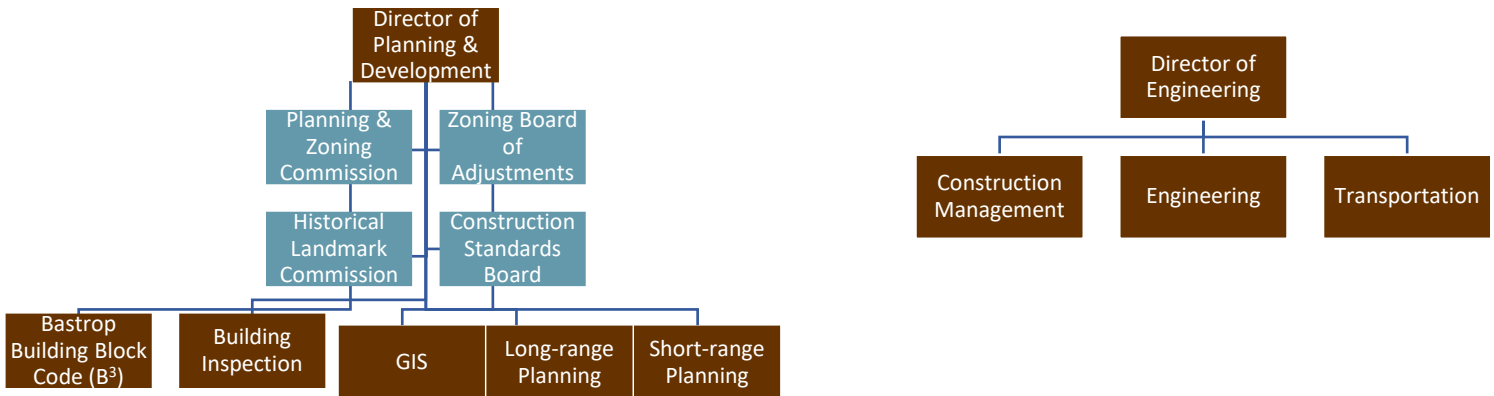 Director of
Planning &
Development
Planning &
Zoning
Commission
Zoning Board
of
Adjustments
Historical
Landmark
Commission
Construction
Standards
Board
Bastrop
Building Block
Code (B³)
Building
Inspection
GIS
Long-range
Planning
Short-range
Planning
Director of
Engineering
Construction
Management
Engineering
Transportation